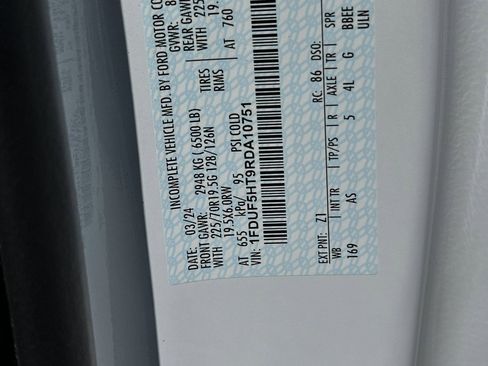 INCOMPLETE VEHICLE MFD. BY FORD MOTOR CO
DATE: 03/24 GVWR: 8
FRONT GAWR: 2948 KG ( 6500 LB) REAR GAWR
WITH 225/70R19.5G 128/126N TIRES WITH 225
19.5X6.0RW RIMS 19.
AT 655 kPa/ 95 PSI COLD AT 760
VIN: 1FDUF5HT9RDA10751
EXT PNT: Z1 RC: 86 DSO:
WB INT TR TP/PS R AXLE TR SPR
169 AS 5 4L G BBEE
ULN